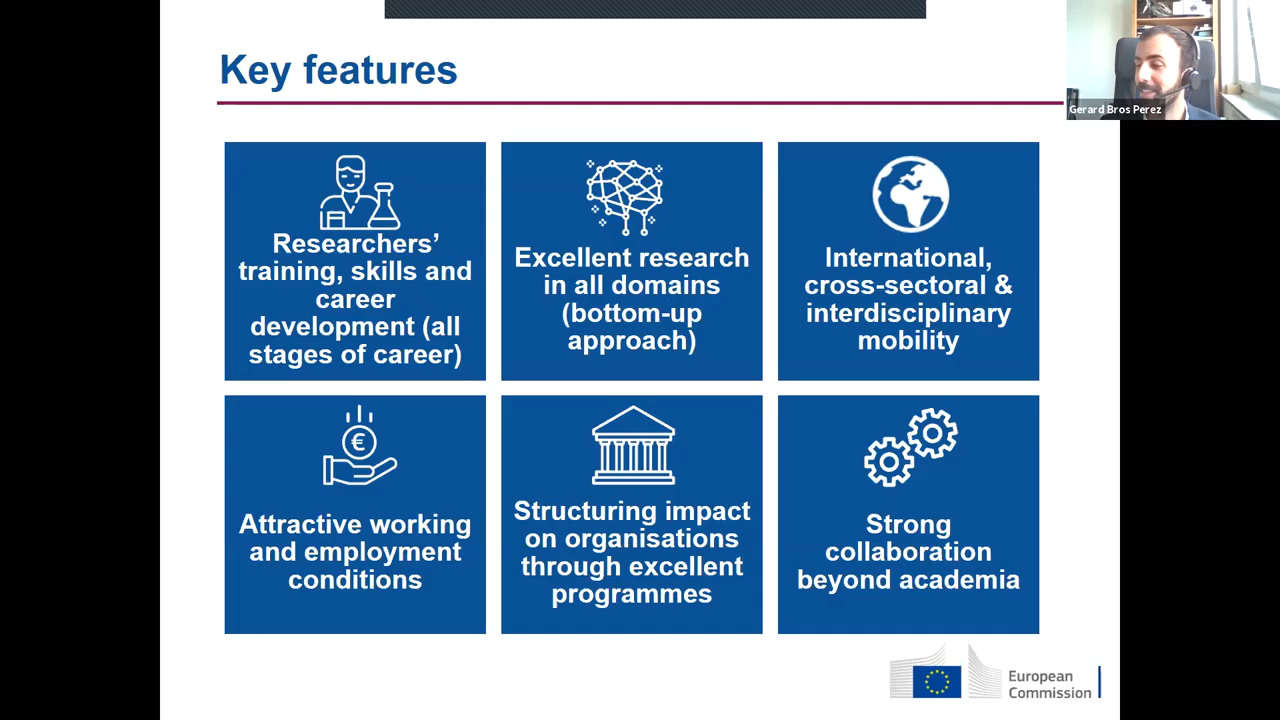 Key features
Gerard Bros Perez
Researchers’
training, skills and
career
development (all
stages of career)
Excellent research
in all domains
(bottom-up
approach)
International,
cross-sectoral &
interdisciplinary
mobility
€
Attractive working
and employment
conditions
Structuring impact
on organisations
through excellent
programmes
Strong
collaboration
beyond academia
European
Commission